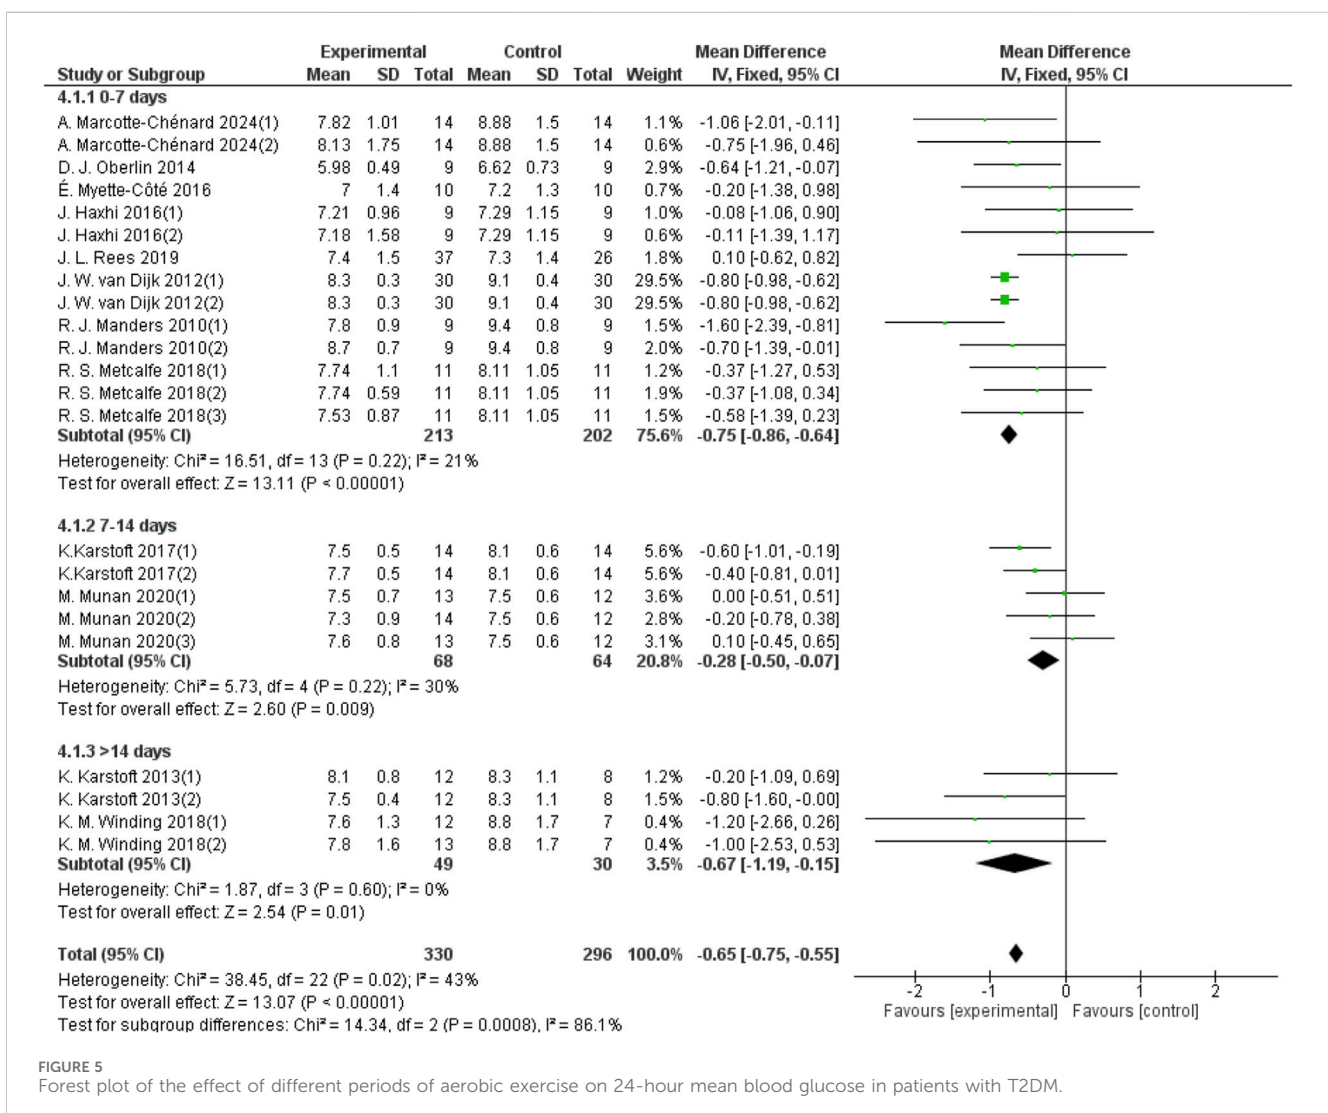 Experimental Control Mean Difference Mean Difference
Study or Subgroup Mean SD Total Mean SD Total Weight IV, Fixed, 95% CI IV, Fixed, 95% CI
4.1.1 0-7 days
A. Marcotte-Chénard 2024(1) 7.82 1.01 14 8.88 1.5 14 1.1% -1.06 [-2.01, -0.11]
A. Marcotte-Chénard 2024(2) 8.13 1.75 14 8.88 1.5 14 0.6% -0.75 [-1.96, 0.46]
D. J. Oberlin 2014 5.98 0.49 9 6.62 0.73 9 2.9% -0.64 [-1.21, -0.07]
É. Myette-Côté 2016 7 1.4 10 7.2 1.3 10 0.7% -0.20 [-1.38, 0.98]
J. Haxhi 2016(1) 7.21 0.96 9 7.29 1.15 9 1.0% -0.08 [-1.06, 0.90]
J. Haxhi 2016(2) 7.18 1.58 9 7.29 1.15 9 0.6% -0.11 [-1.39, 1.17]
J. L. Rees 2019 7.4 1.5 37 7.3 1.4 26 1.8% 0.10 [-0.62, 0.82]
J. W. van Dijk 2012(1) 8.3 0.3 30 9.1 0.4 30 29.5% -0.80 [-0.98, -0.62]
J. W. van Dijk 2012(2) 8.3 0.3 30 9.1 0.4 30 29.5% -0.80 [-0.98, -0.62]
R. J. Manders 2010(1) 7.8 0.9 9 9.4 0.8 9 1.5% -1.60 [-2.39, -0.81]
R. J. Manders 2010(2) 8.7 0.7 9 9.4 0.8 9 2.0% -0.70 [-1.39, -0.01]
R. S. Metcalfe 2018(1) 7.74 1.1 11 8.11 1.05 11 1.2% -0.37 [-1.27, 0.53]
R. S. Metcalfe 2018(2) 7.74 0.59 11 8.11 1.05 11 1.9% -0.37 [-1.08, 0.34]
R. S. Metcalfe 2018(3) 7.53 0.87 11 8.11 1.05 11 1.5% -0.58 [-1.39, 0.23]
Subtotal (95% CI) 213 202 75.6% -0.75 [-0.86, -0.64]
Heterogeneity: Chi² = 16.51, df = 13 (P = 0.22); I² = 21%
Test for overall effect: Z = 13.11 (P < 0.00001)
4.1.2 7-14 days
K.Karstoft 2017(1) 7.5 0.5 14 8.1 0.6 14 5.6% -0.60 [-1.01, -0.19]
K.Karstoft 2017(2) 7.7 0.5 14 8.1 0.6 14 5.6% -0.40 [-0.81, 0.01]
M. Munan 2020(1) 7.5 0.7 13 7.5 0.6 12 3.6% 0.00 [-0.51, 0.51]
M. Munan 2020(2) 7.3 0.9 14 7.5 0.6 12 2.8% -0.20 [-0.78, 0.38]
M. Munan 2020(3) 7.6 0.8 13 7.5 0.6 12 3.1% 0.10 [-0.45, 0.65]
Subtotal (95% CI) 68 64 20.8% -0.28 [-0.50, -0.07]
Heterogeneity: Chi² = 5.73, df = 4 (P = 0.22); I² = 30%
Test for overall effect: Z = 2.60 (P = 0.009)
4.1.3 >14 days
K. Karstoft 2013(1) 8.1 0.8 12 8.3 1.1 8 1.2% -0.20 [-1.09, 0.69]
K. Karstoft 2013(2) 7.5 0.4 12 8.3 1.1 8 1.5% -0.80 [-1.60, -0.00]
K. M. Winding 2018(1) 7.6 1.3 12 8.8 1.7 7 0.4% -1.20 [-2.66, 0.26]
K. M. Winding 2018(2) 7.8 1.6 13 8.8 1.7 7 0.4% -1.00 [-2.53, 0.53]
Subtotal (95% CI) 49 30 3.5% -0.67 [-1.19, -0.15]
Heterogeneity: Chi² = 1.87, df = 3 (P = 0.60); I² = 0%
Test for overall effect: Z = 2.54 (P = 0.01)
Total (95% CI) 330 296 100.0% -0.65 [-0.75, -0.55]
Heterogeneity: Chi² = 38.45, df = 22 (P = 0.02); I² = 43%
Test for overall effect: Z = 13.07 (P < 0.00001)
Test for subgroup differences: Chi² = 14.34, df = 2 (P = 0.0008), I² = 86.1%
-2 -1 0 1 2
Favours [experimental] Favours [control]
FIGURE 5
Forest plot of the effect of different periods of aerobic exercise on 24-hour mean blood glucose in patients with T2DM.